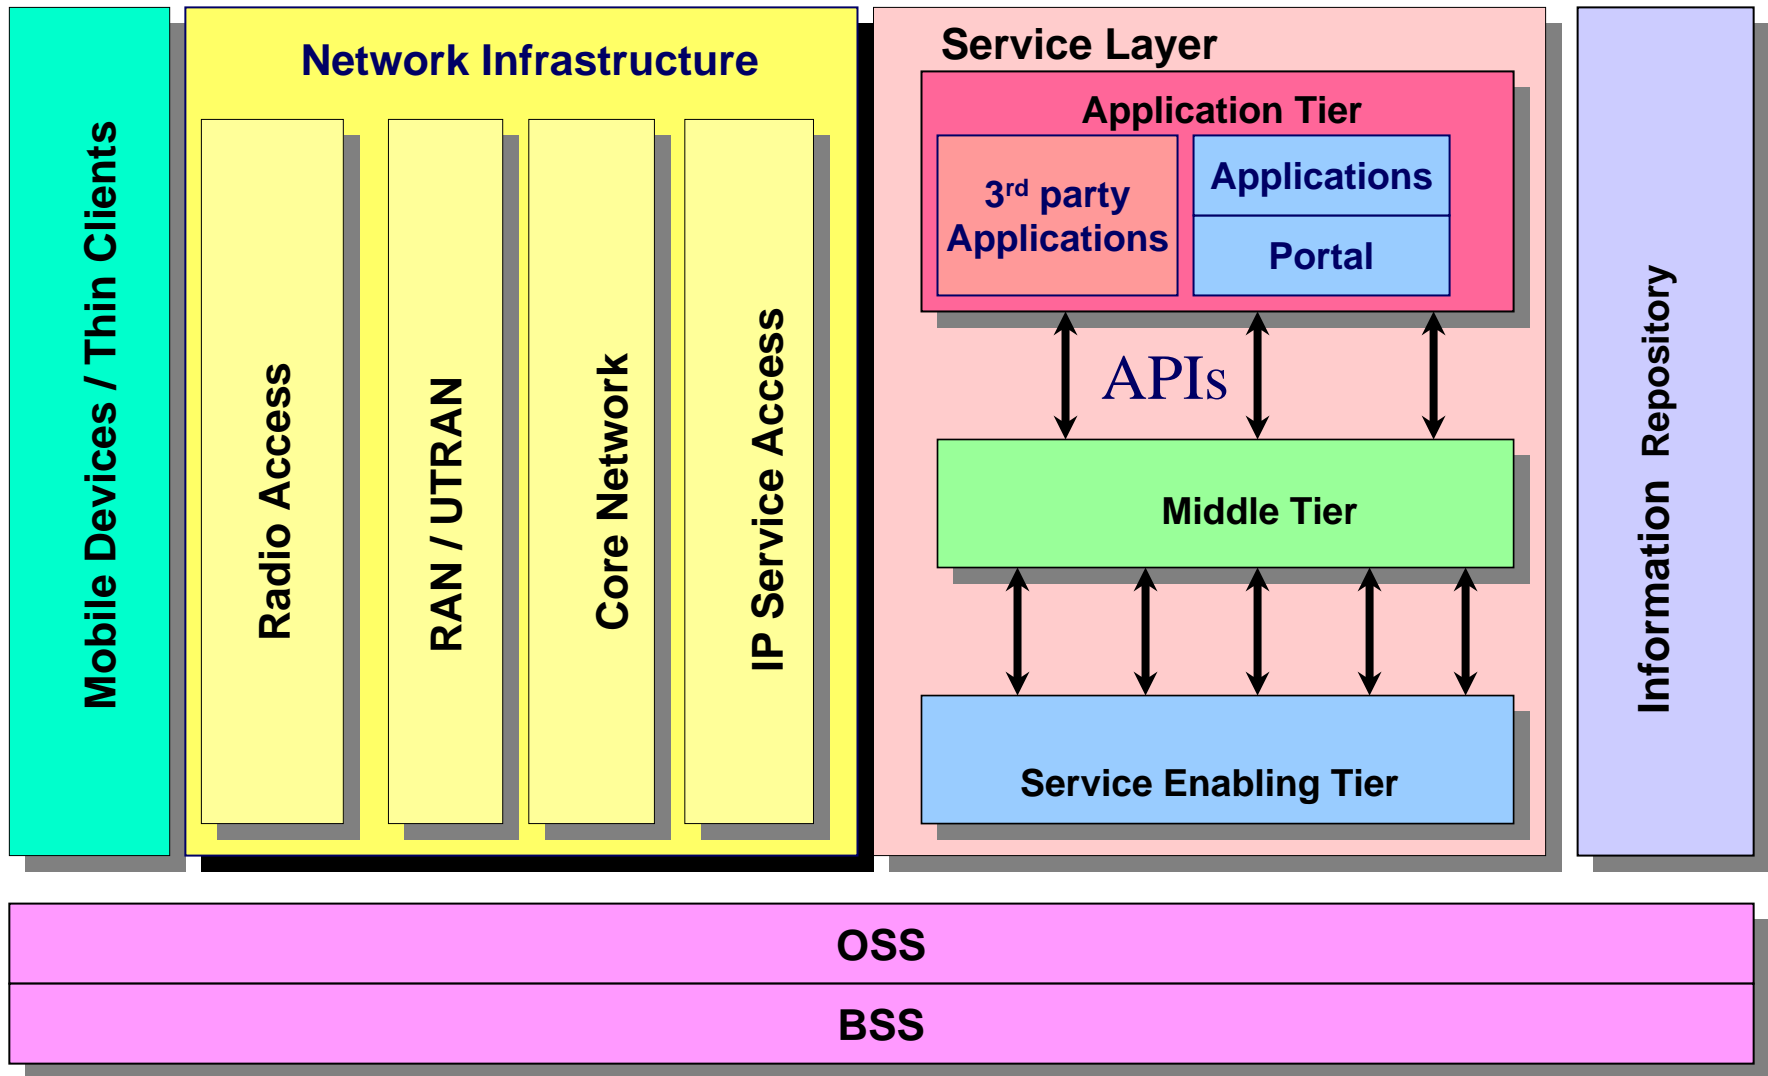 Mobile Devices / Thin Clients
Network Infrastructure
Radio Access
RAN / UTRAN
Core Network
IP Service Access
Service Layer
Application Tier
3rd party
Applications
Applications
Portal
APIs
Middle Tier
Service Enabling Tier
Information Repository
OSS
BSS